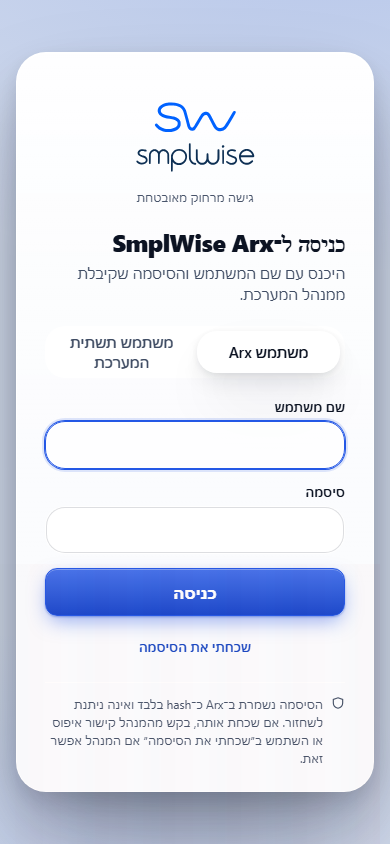 smplwise
גישה מרחוק מאובטחת
כניסה ל־SmplWise Arx
היכנס עם שם המשתמש והסיסמה שקיבלת
ממנהל המערכת.
משתמש Arx
משתמש תשתית
המערכת
שם משתמש
סיסמה
כניסה
שכחתי את הסיסמה
הסיסמה נשמרת ב־Arx כ־hash בלבד ואינה ניתנת
לשחזור. אם שכחת אותה, בקש מהמנהל קישור איפוס
או השתמש ב״שכחתי את הסיסמה״ אם המנהל אפשר
זאת.